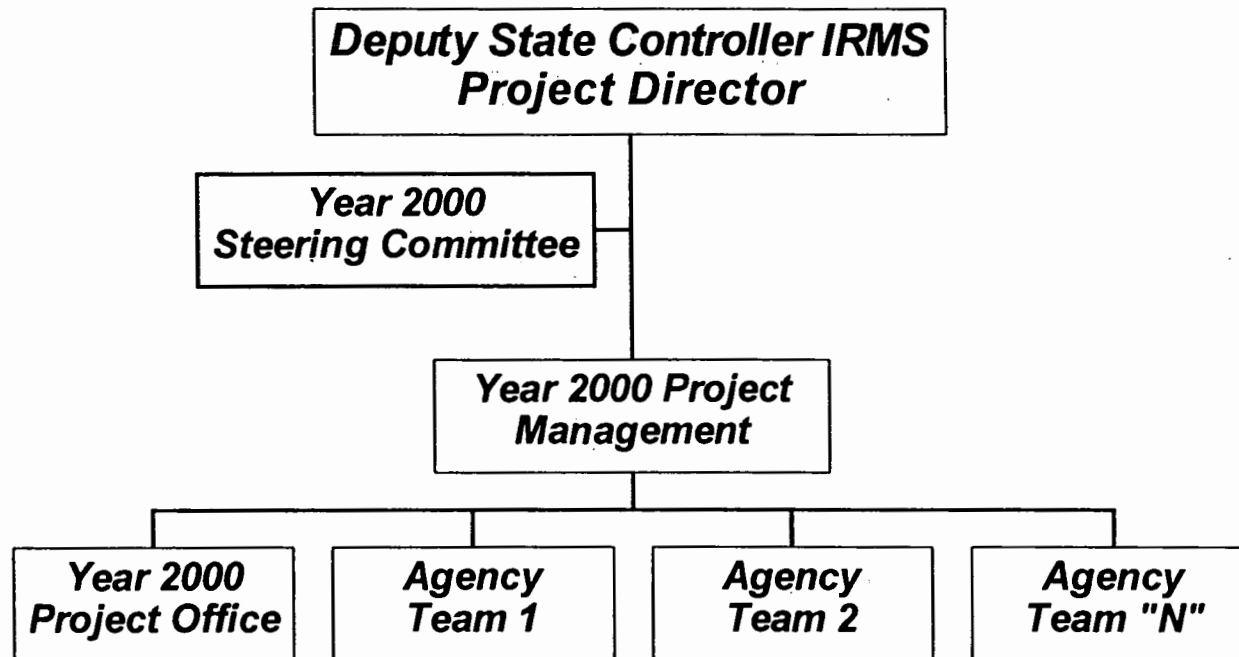 Deputy State Controller IRMS
Project Director
Year 2000
Steering Committee
Year 2000 Project
Management
Year 2000
Project Office
Agency
Team 1
Agency
Team 2
Agency
Team "N"